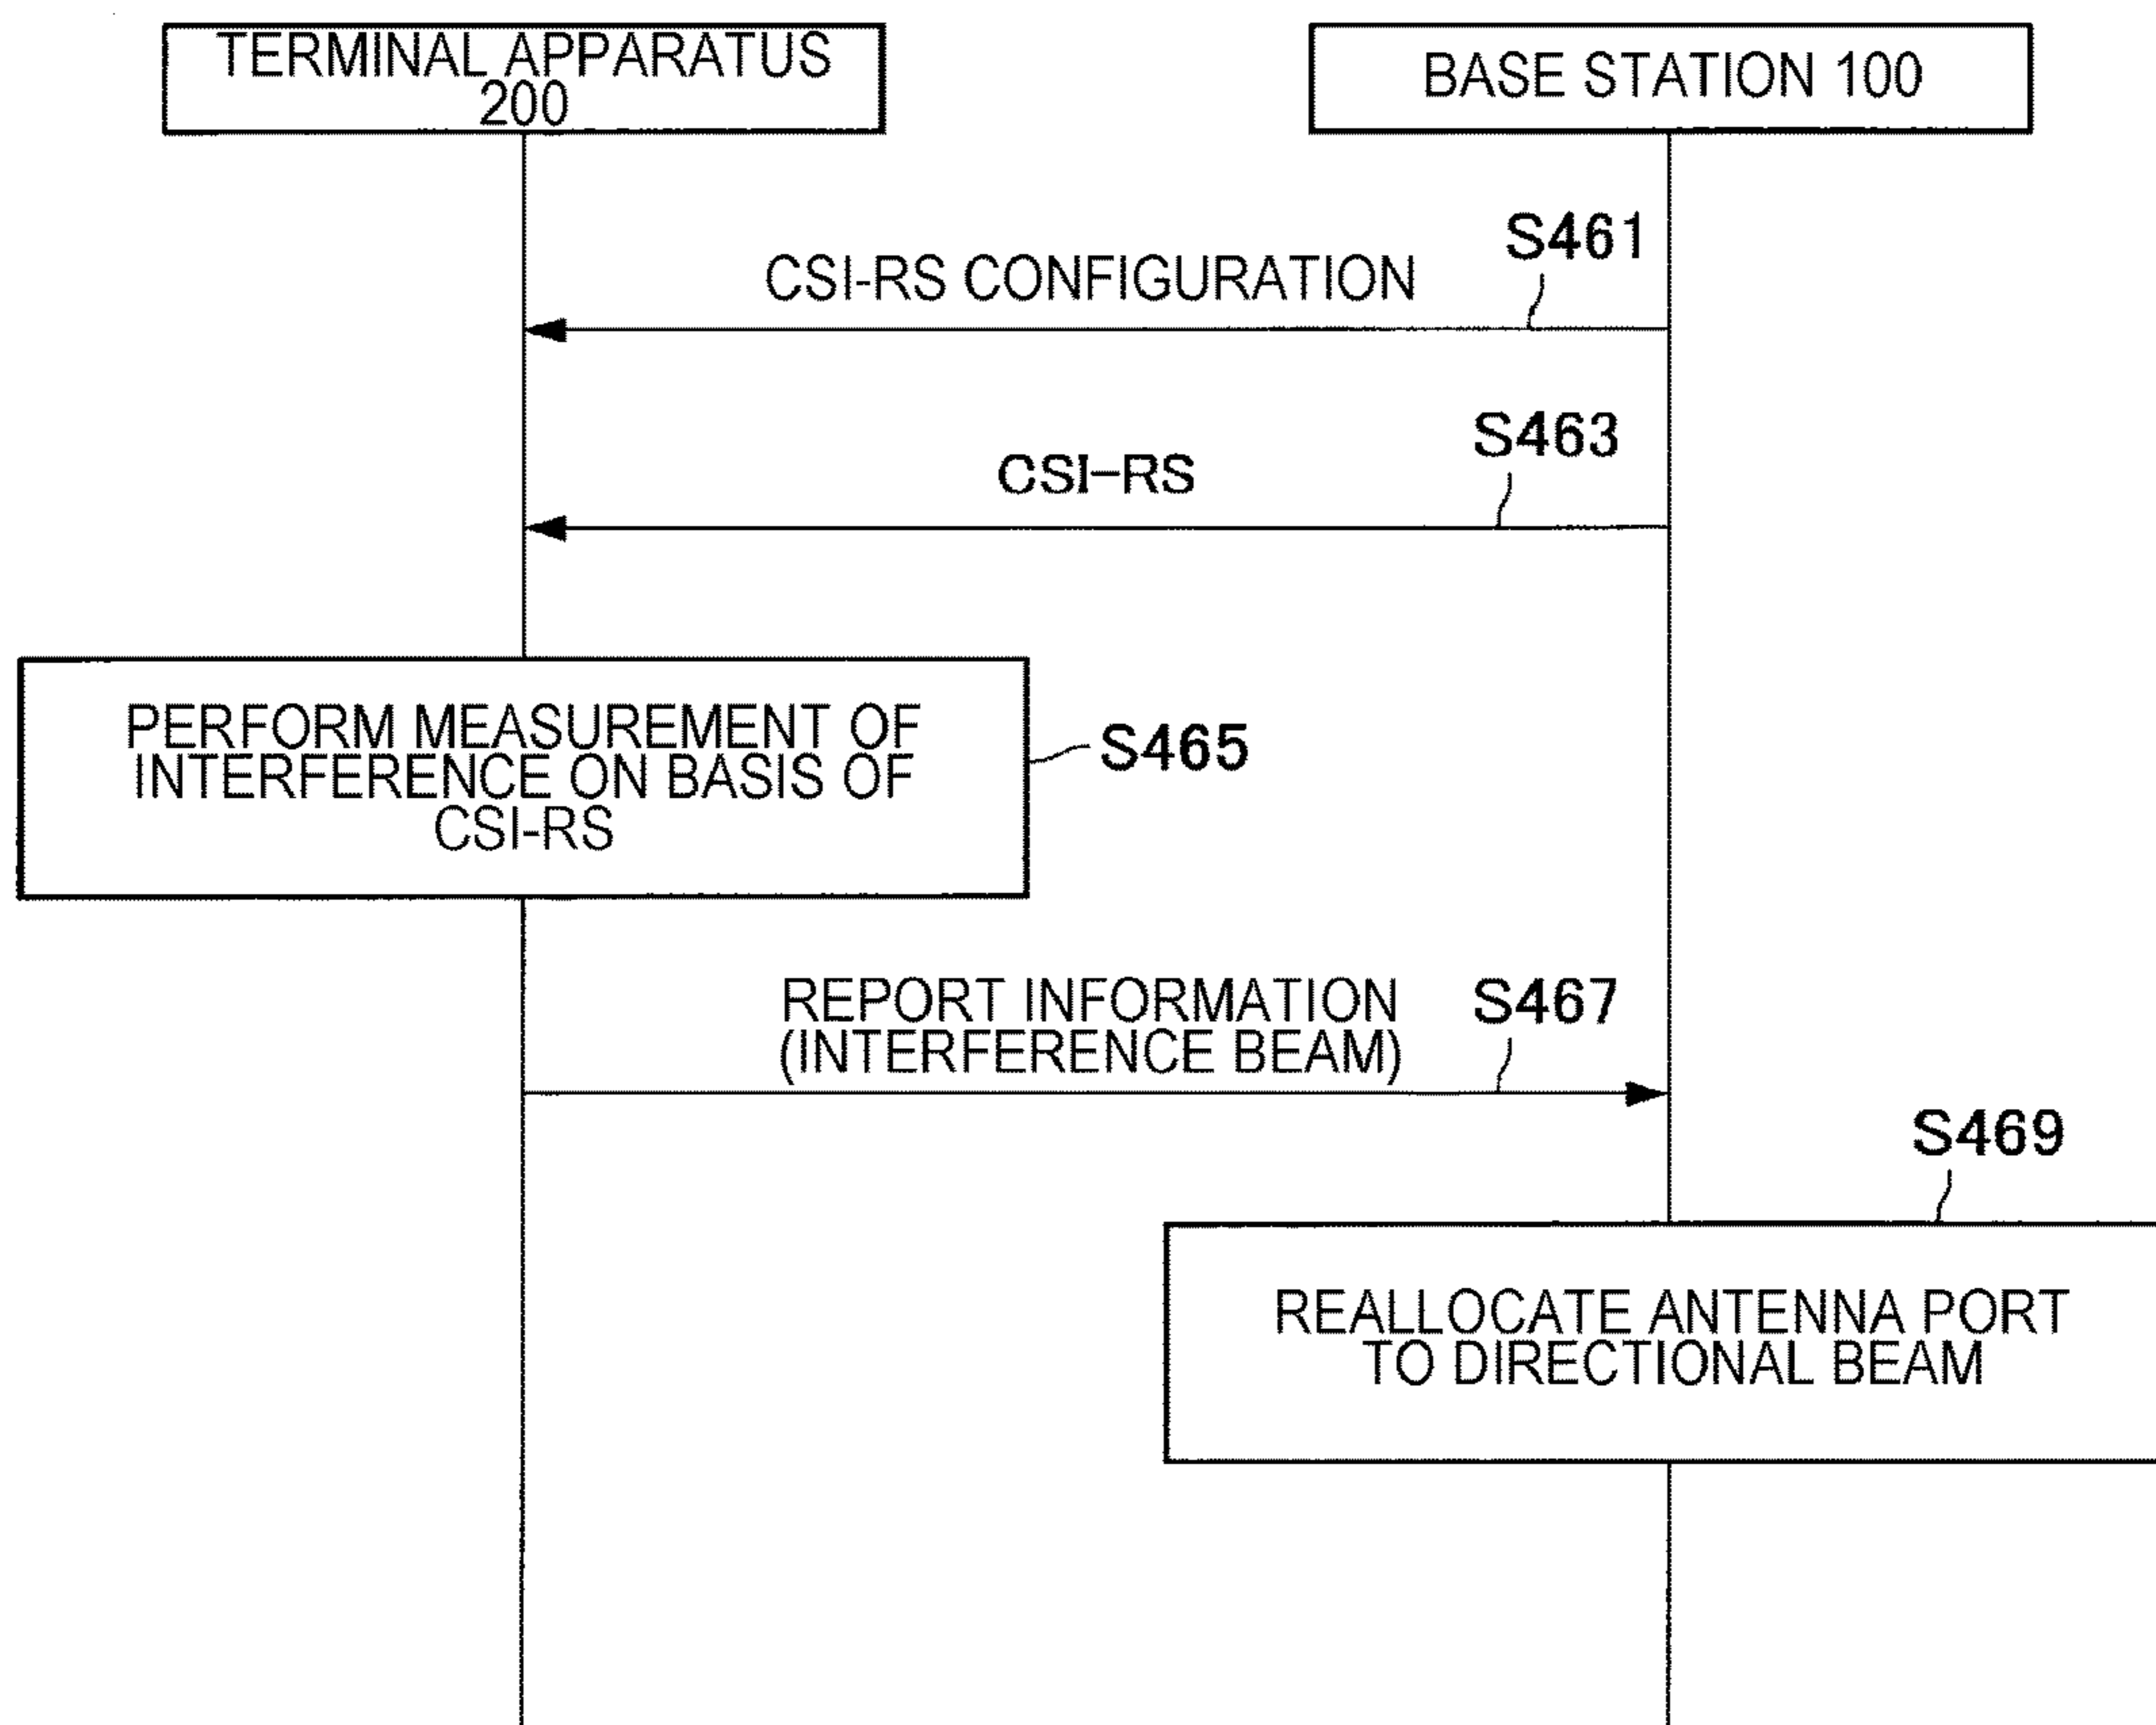 TERMINAL APPARATUS
200
BASE STATION 100
S461
CSI-RS CONFIGURATION
S463
CSI-RS
PERFORM MEASUREMENT OF
INTERFERENCE ON BASIS OF
CSI-RS
S465
REPORT INFORMATION
(INTERFERENCE BEAM)
S467
S469
REALLOCATE ANTENNA PORT
TO DIRECTIONAL BEAM